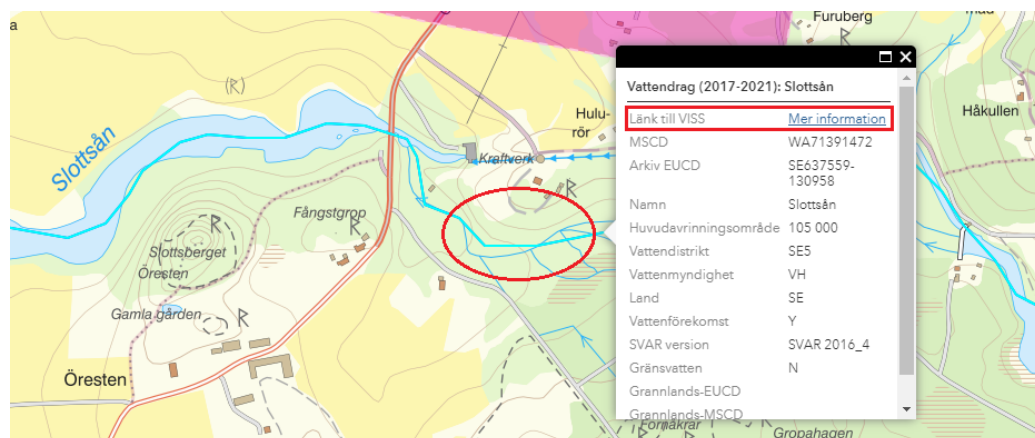 a
Furuberg
(R)
Hulu-
rör
Kraftverk
R
R
Slottsån
Fångstgrop
Slottsberget
Öresten
R
Gamla gården
R
Öresten
Håkullen
Vattendrag (2017-2021): Slottsån
Länk till VISS Mer information
MSCD WA71391472
Arkiv EUCD SE637559-
130958
Namn Slottsån
Huvudavrinningsområde 105 000
Vattendistrikt SE5
Vattenmyndighet VH
Land SE
Vattenförekomst Y
SVAR version SVAR 2016_4
Gränsvatten N
Grannlands-EUCD
Grannlands-MSCD
Fornåkrar
Gropahagen